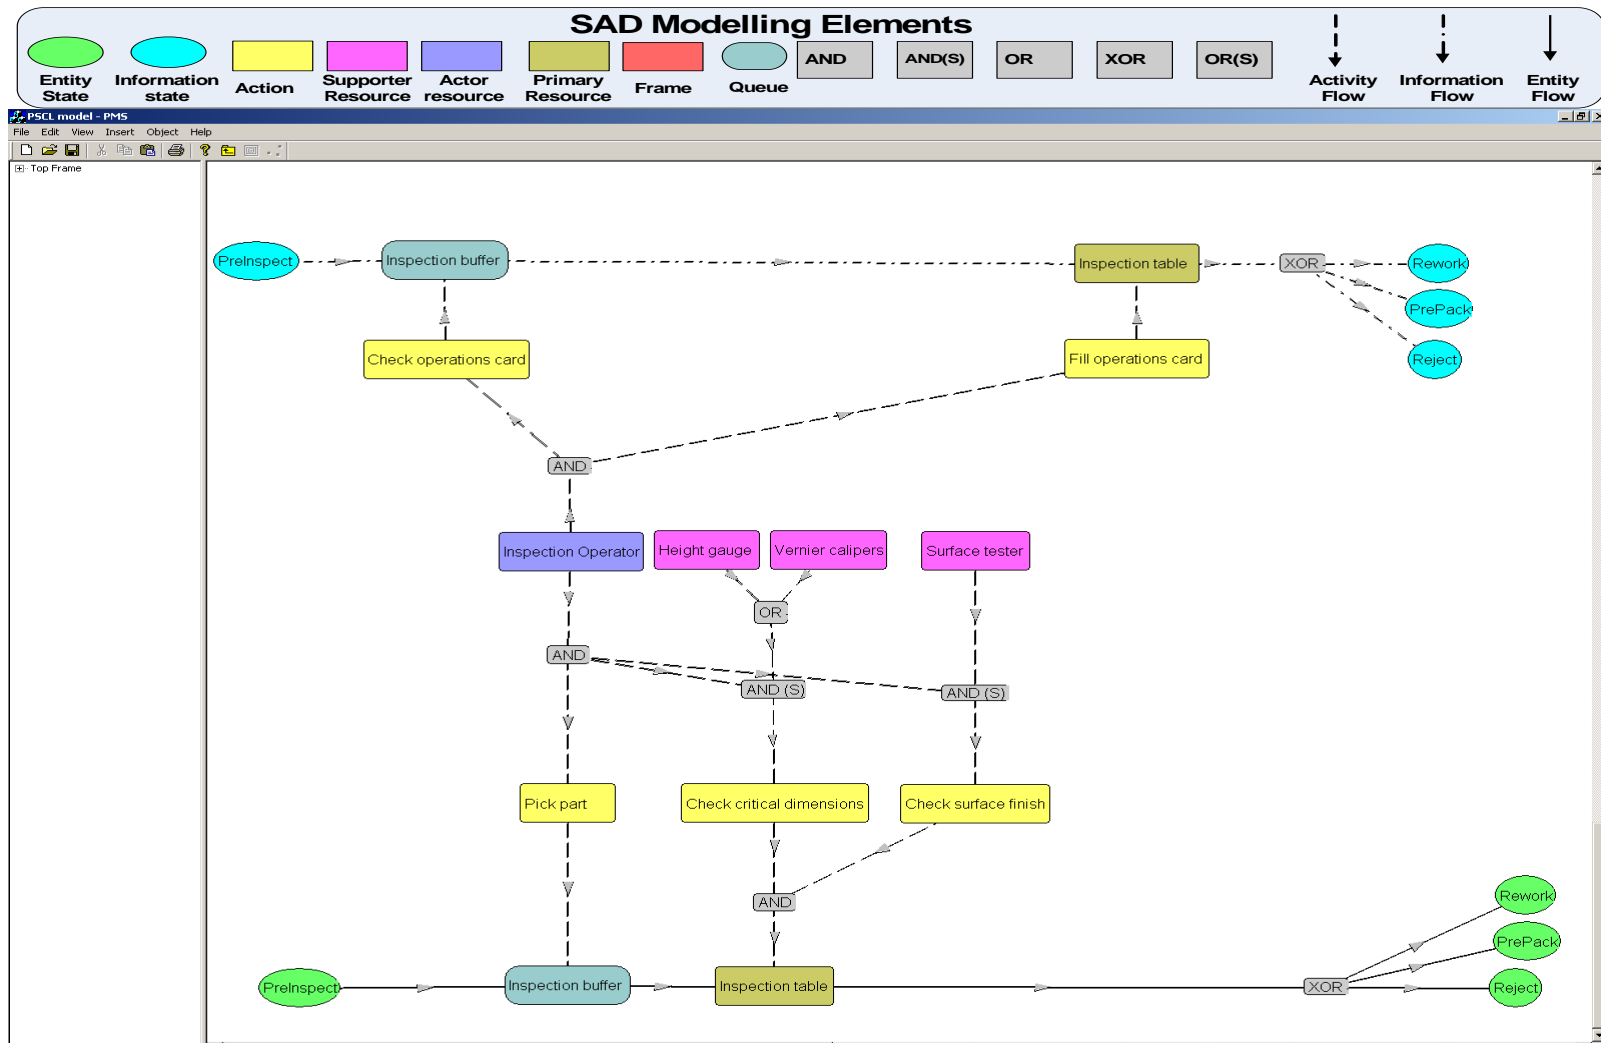 SAD Modelling Elements
AND
AND(S)
OR
XOR
OR(S)
Entity
State
Information
state
Action
Supporter
Resource
Actor
resource
Primary
Resource
Frame
Queue
Activity
Flow
Information
Flow
Entity
Flow
PSCL model - PMS
File Edit View Insert Object Help
Top Frame
PreInspect
Inspection buffer
Inspection table
XOR
Rework
PrePack
Reject
Check operations card
Fill operations card
AND
Inspection Operator
Height gauge
Vernier calipers
Surface tester
OR
AND
AND (S)
AND (S)
Pick part
Check critical dimensions
Check surface finish
AND
Rework
PrePack
PreInspect
Inspection buffer
Inspection table
XOR
Reject